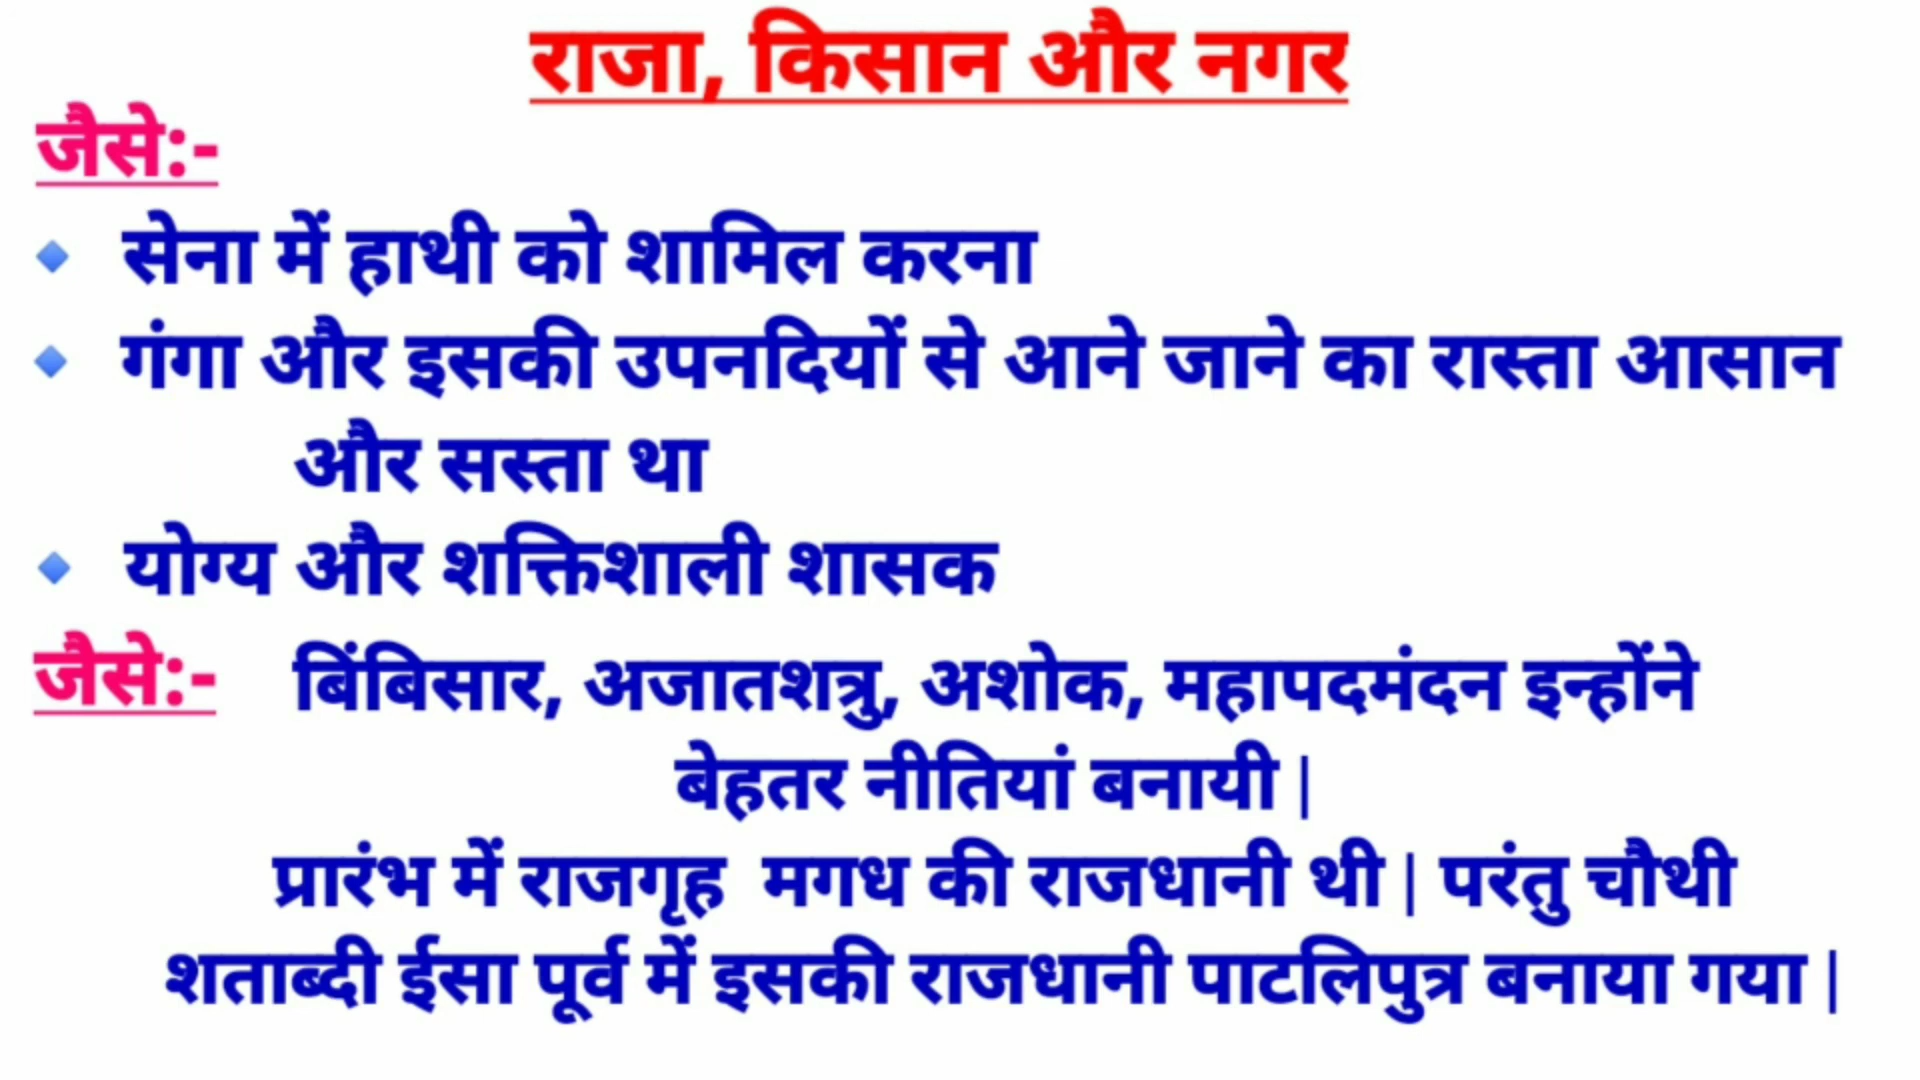 राजा, किसान और नगर
जैसे:-
सेना में हाथी को शामिल करना
गंगा और इसकी उपनदियों से आने जाने का रास्ता आसान
और सस्ता था
योग्य और शक्तिशाली शासक
जैसे:- बिंबिसार, अजातशत्रु, अशोक, महापदमंदन इन्होंने
बेहतर नीतियां बनायी |
प्रारंभ में राजगृह मगध की राजधानी थी | परंतु चौथी
शताब्दी ईसा पूर्व में इसकी राजधानी पाटलिपुत्र बनाया गया |